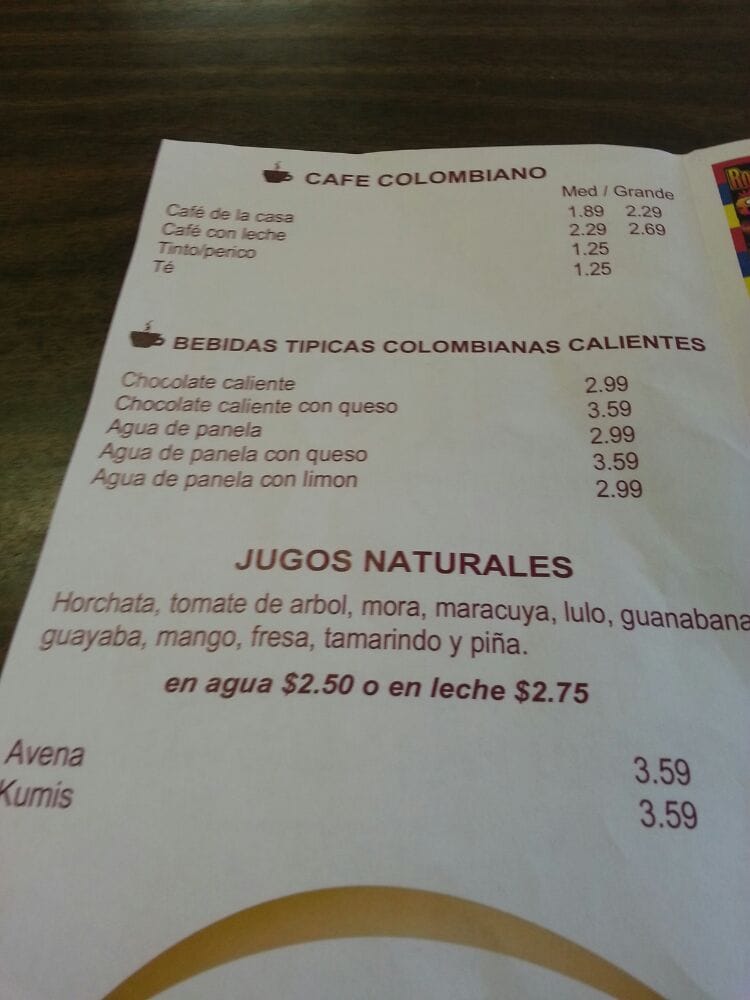 CAFE COLOMBIANO
Med / Grande
Café de la casa 1.89 2.29
Café con leche 2.29 2.69
Tinto/perico 1.25
Té 1.25
BEBIDAS TIPICAS COLOMBIANAS CALIENTES
Chocolate caliente 2.99
Chocolate caliente con queso 3.59
Agua de panela 2.99
Agua de panela con queso 3.59
Agua de panela con limon 2.99
JUGOS NATURALES
Horchata, tomate de arbol, mora, maracuya, lulo, guanabana
guayaba, mango, fresa, tamarindo y piña.
en agua $2.50 o en leche $2.75
Avena 3.59
Kumis 3.59